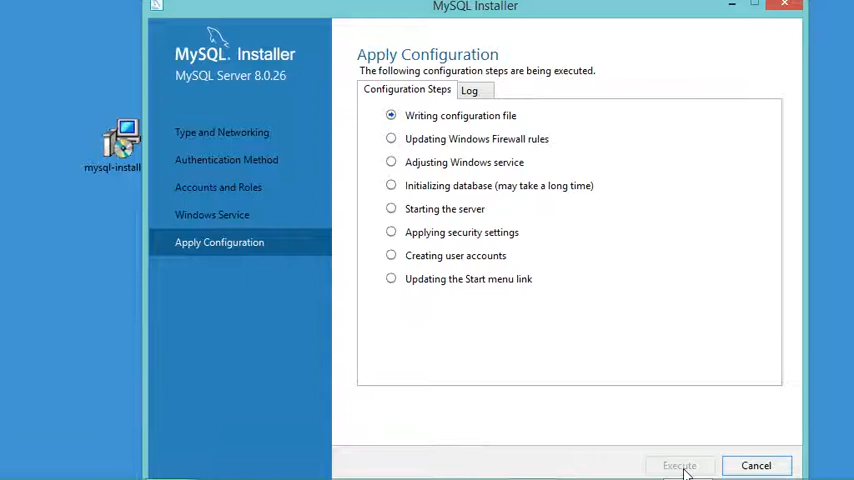 MySQL Installer
MySQL. Installer
MySQL Server 8.0.26
Type and Networking
Authentication Method
Accounts and Roles
Windows Service
Apply Configuration
mysql-install
Apply Configuration
The following configuration steps are being executed.
Configuration Steps Log
Writing configuration file
Updating Windows Firewall rules
Adjusting Windows service
Initializing database (may take a long time)
Starting the server
Applying security settings
Creating user accounts
Updating the Start menu link
Execute Cancel